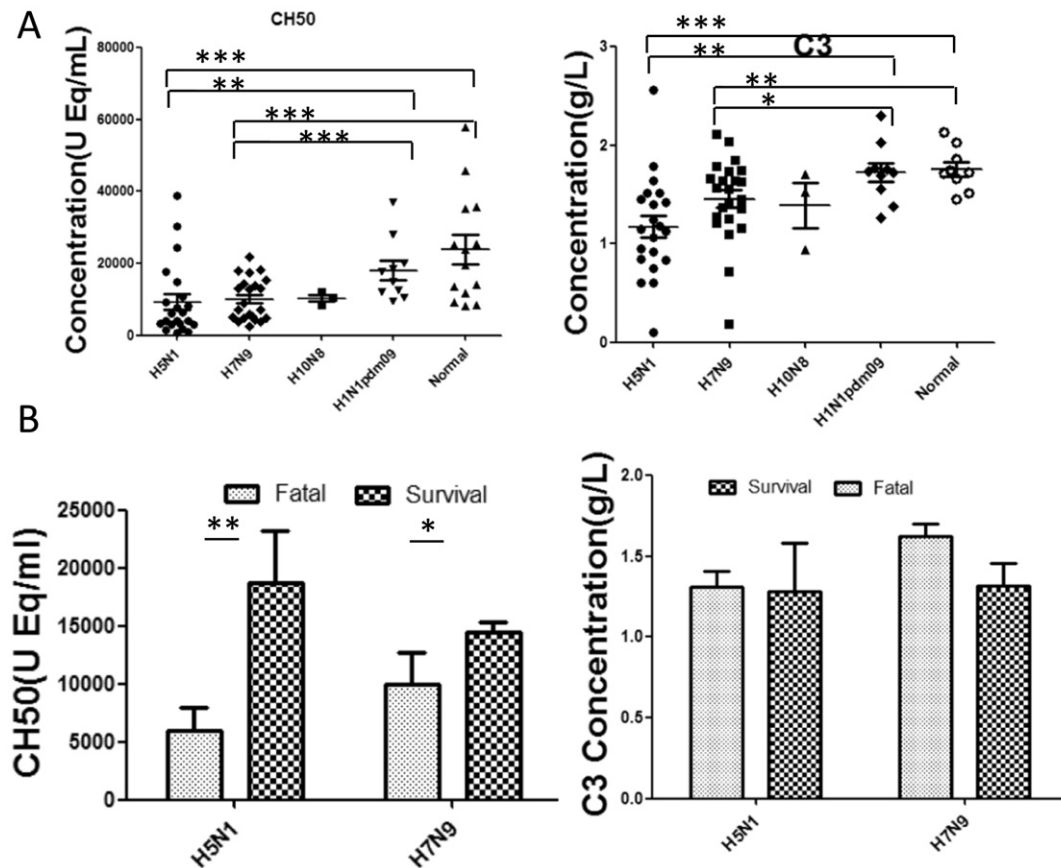 A
CH50
Concentration(U Eq/mL)
80000
60000
40000
20000
0
***
**
***
***
H5N1
H7N9
H10N8
H1N1pdm09
Normal
C3
Concentration(g/L)
3
2
1
0
***
**
**
*
H5N1
H7N9
H10N8
H1N1pdm09
Normal
B
Fatal Survival
CH50(U Eq/ml)
25000
20000
15000
10000
5000
0
**
*
H5N1
H7N9
Survival Fatal
C3 Concentration(g/L)
2.0
1.5
1.0
0.5
0.0
H5N1
H7N9